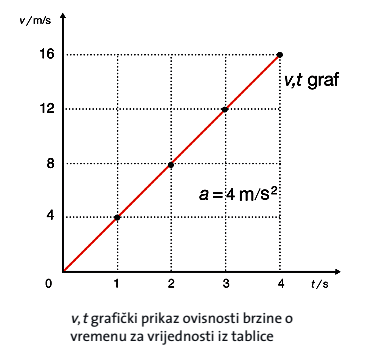 v/m/s
16
v,t graf
12
8
a = 4 m/s²
4
0 1 2 3 4 t/s
v, t grafički prikaz ovisnosti brzine o
vremenu za vrijednosti iz tablice